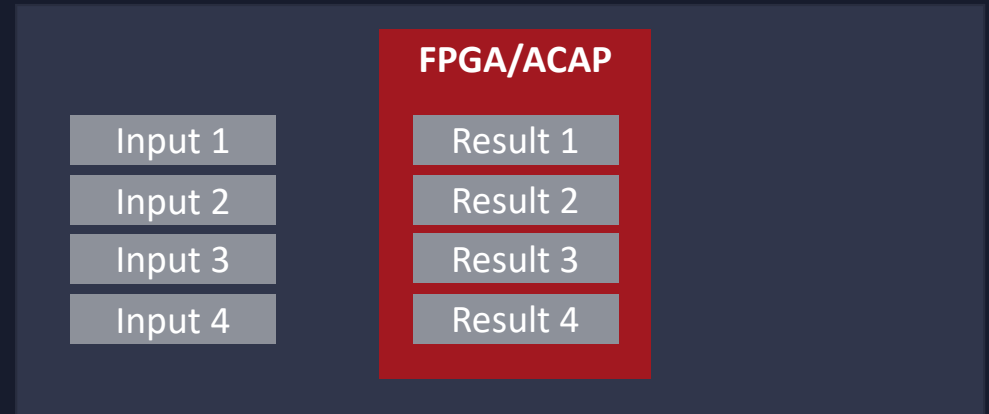 FPGA/ACAP
Input 1
Result 1
Input 2
Result 2
Input 3
Result 3
Input 4
Result 4